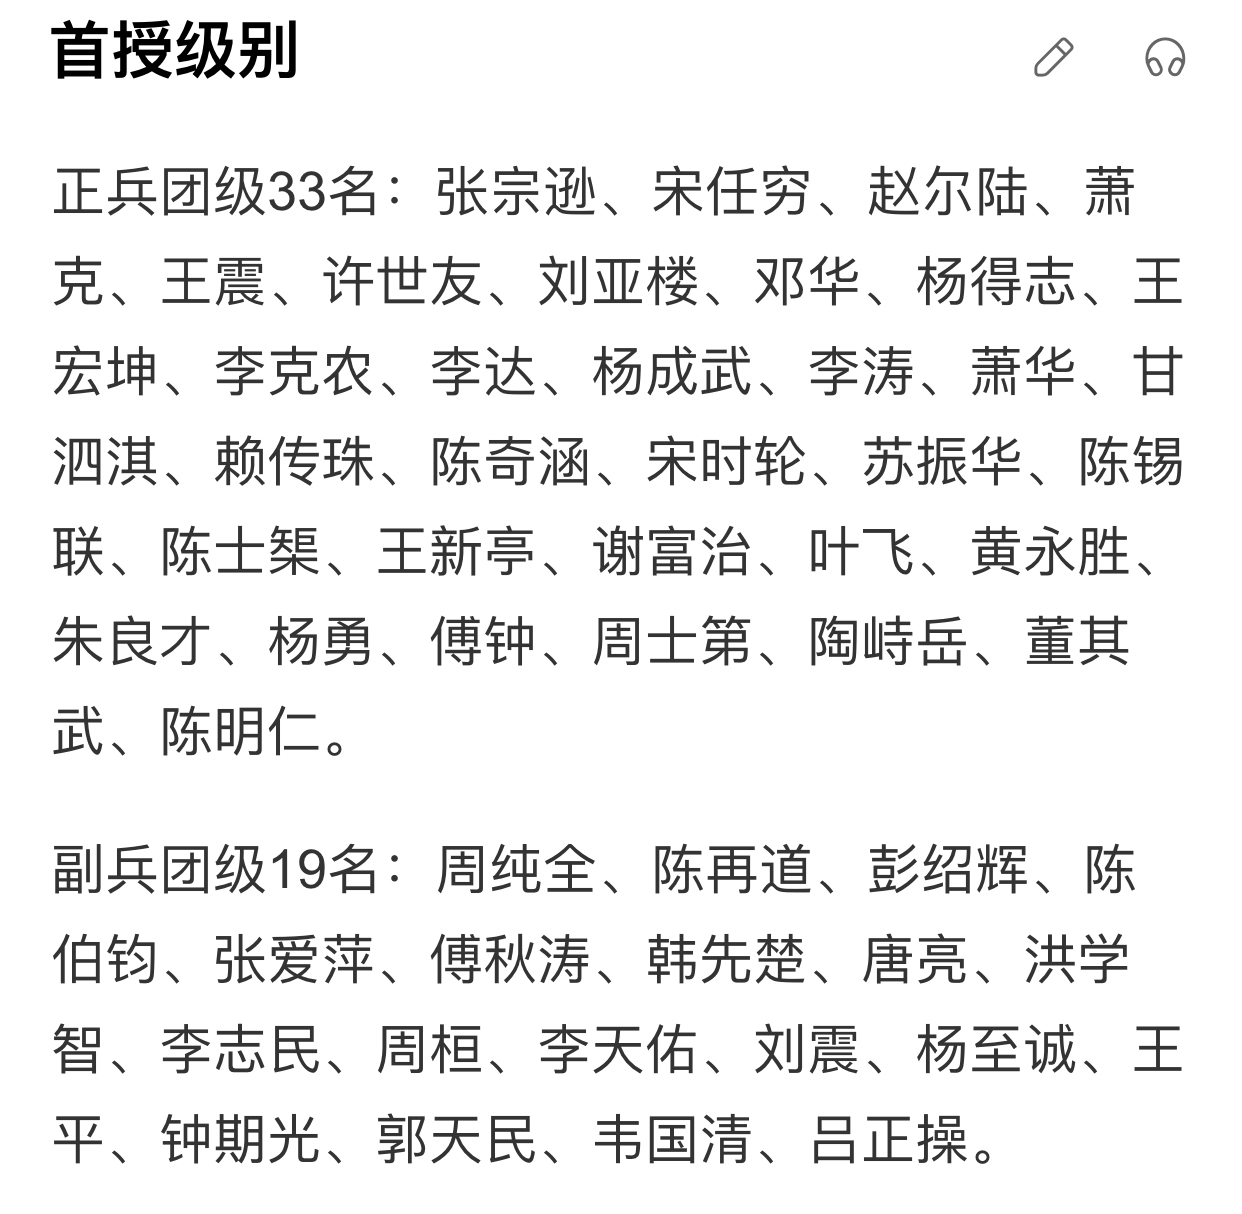 首授级别
正兵团级33名：张宗逊、宋任穷、赵尔陆、萧
克、王震、许世友、刘亚楼、邓华、杨得志、王
宏坤、李克农、李达、杨成武、李涛、萧华、甘
泗淇、赖传珠、陈奇涵、宋时轮、苏振华、陈锡
联、陈士榘、王新亭、谢富治、叶飞、黄永胜、
朱良才、杨勇、傅钟、周士第、陶峙岳、董其
武、陈明仁。
副兵团级19名：周纯全、陈再道、彭绍辉、陈
伯钧、张爱萍、傅秋涛、韩先楚、唐亮、洪学
智、李志民、周桓、李天佑、刘震、杨至诚、王
平、钟期光、郭天民、韦国清、吕正操。